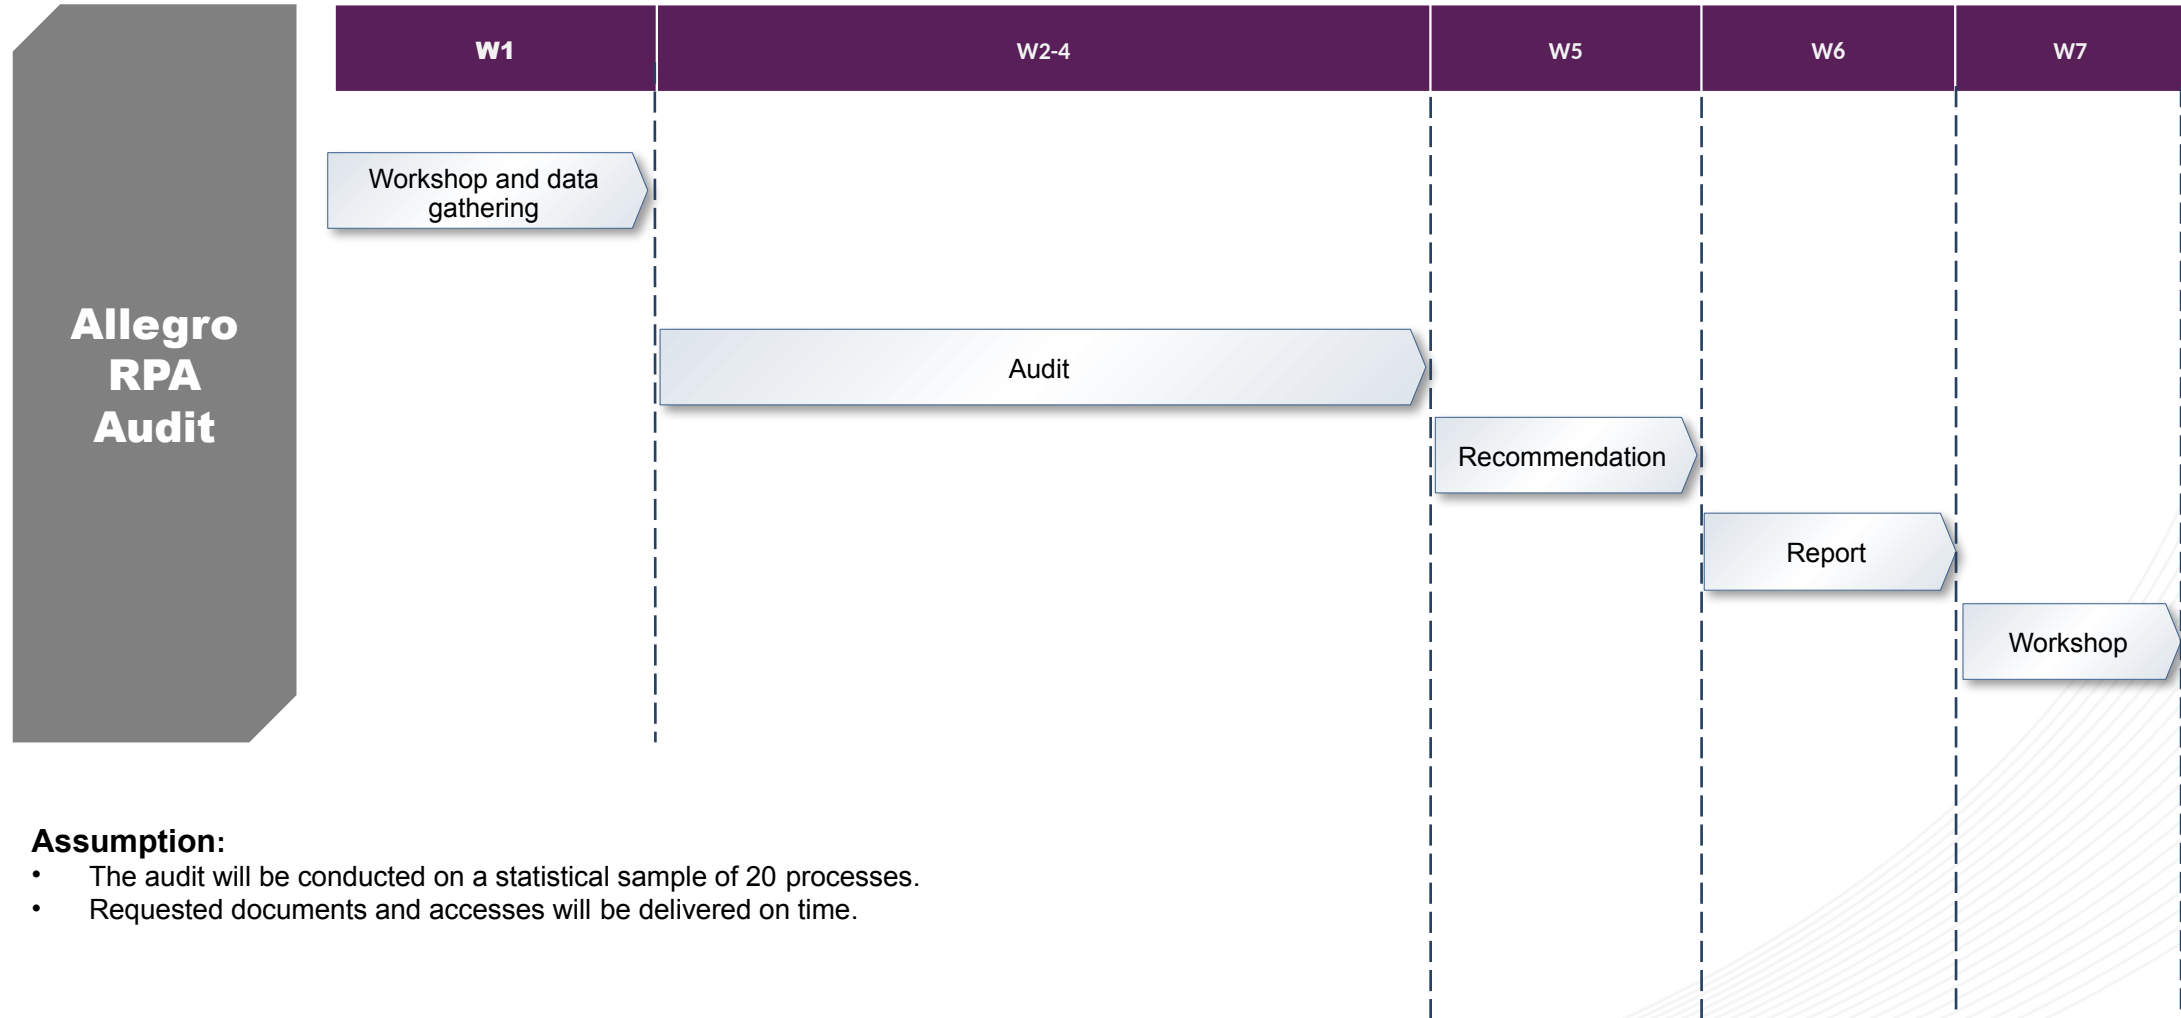 Allegro
RPA
Audit
W1
W2-4
W5
W6
W7
Workshop and data
gathering
Audit
Recommendation
Report
Workshop
Assumption:
• The audit will be conducted on a statistical sample of 20 processes.
• Requested documents and accesses will be delivered on time.